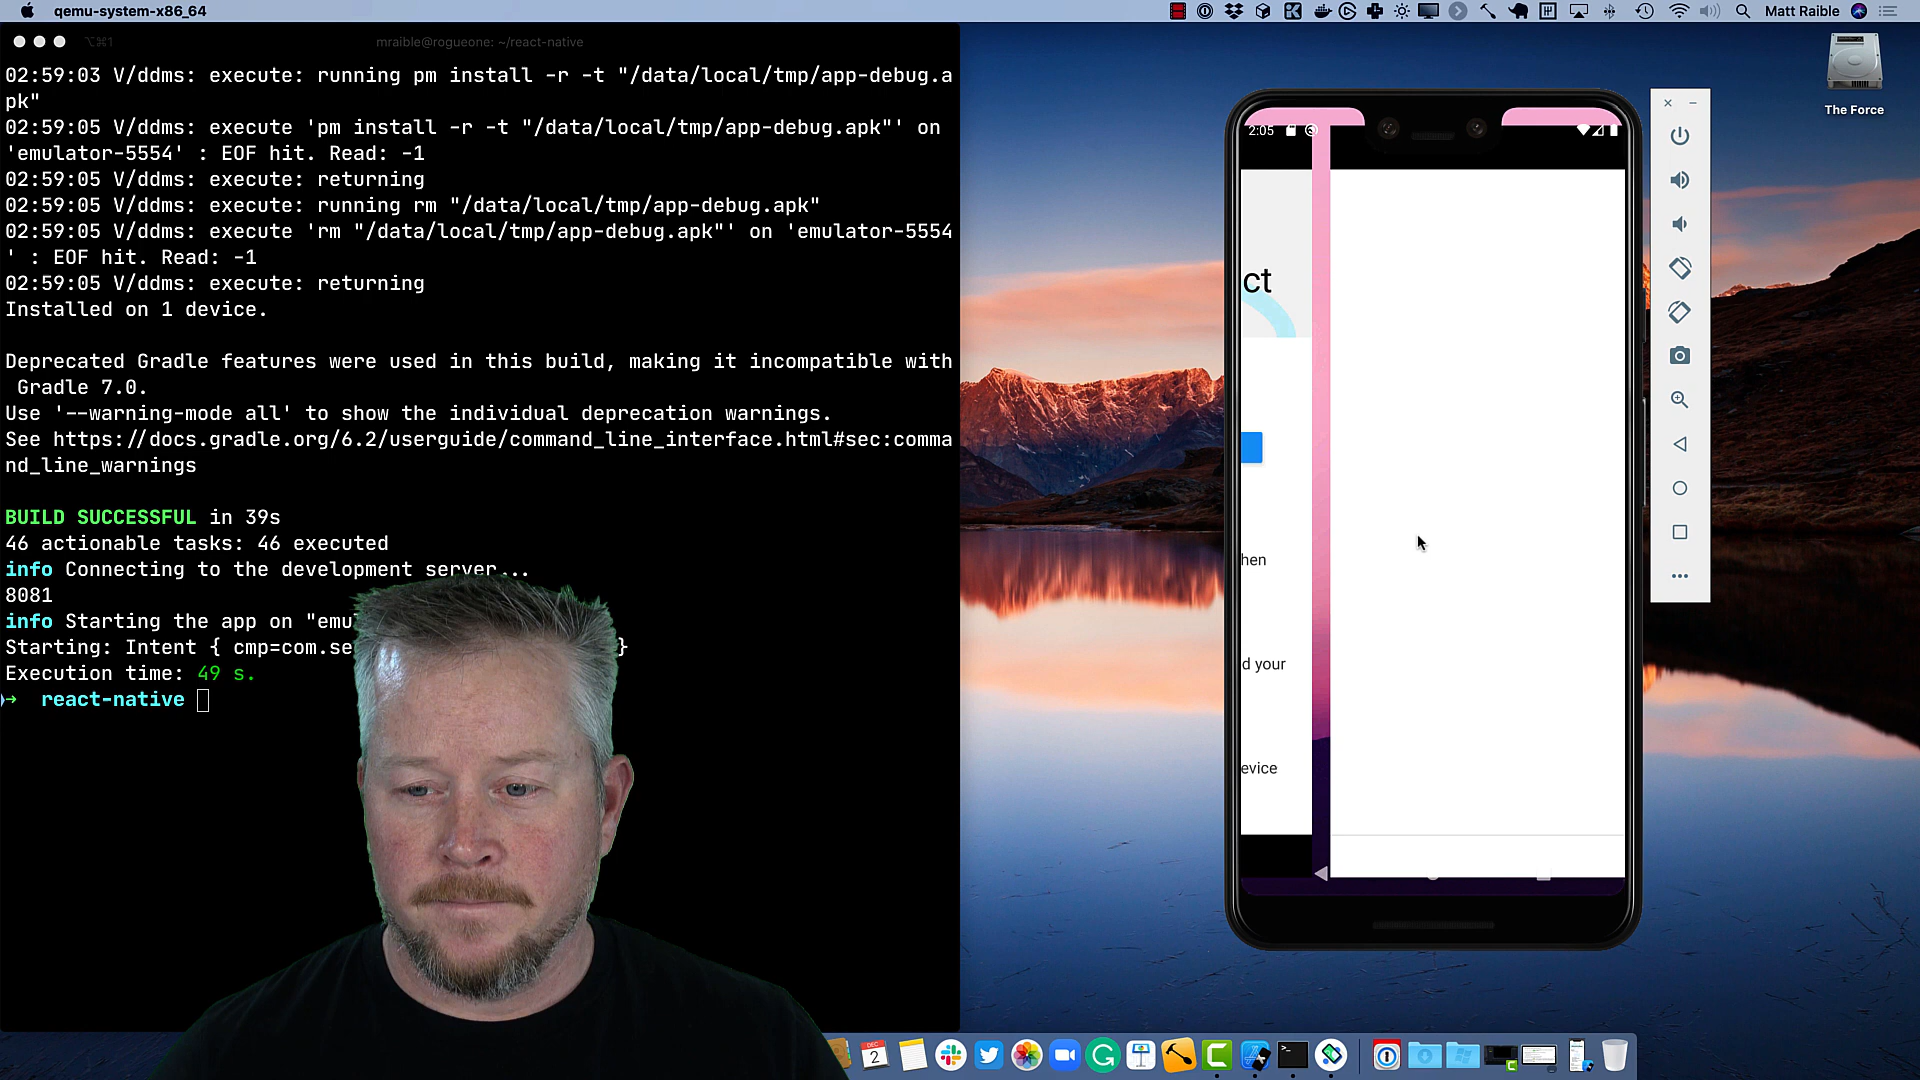 qemu-system-x86_64
Matt Raible
⌥⌘1
mraible@rogueone: ~/react-native
02:59:03 V/ddms: execute: running pm install -r -t "/data/local/tmp/app-debug.a
pk"
02:59:05 V/ddms: execute 'pm install -r -t "/data/local/tmp/app-debug.apk"' on
'emulator-5554' : EOF hit. Read: -1
02:59:05 V/ddms: execute: returning
02:59:05 V/ddms: execute: running rm "/data/local/tmp/app-debug.apk"
02:59:05 V/ddms: execute 'rm "/data/local/tmp/app-debug.apk"' on 'emulator-5554
' : EOF hit. Read: -1
02:59:05 V/ddms: execute: returning
Installed on 1 device.
Deprecated Gradle features were used in this build, making it incompatible with
Gradle 7.0.
Use '--warning-mode all' to show the individual deprecation warnings.
See https://docs.gradle.org/6.2/userguide/command_line_interface.html#sec:comma
nd_line_warnings
BUILD SUCCESSFUL in 39s
46 actionable tasks: 46 executed
info Connecting to the development server...
8081
info Starting the app on "emu
Starting: Intent { cmp=com.se }
Execution time: 49 s.
→ react-native
2:05
ct
hen
d your
evice
The Force
DEC
2